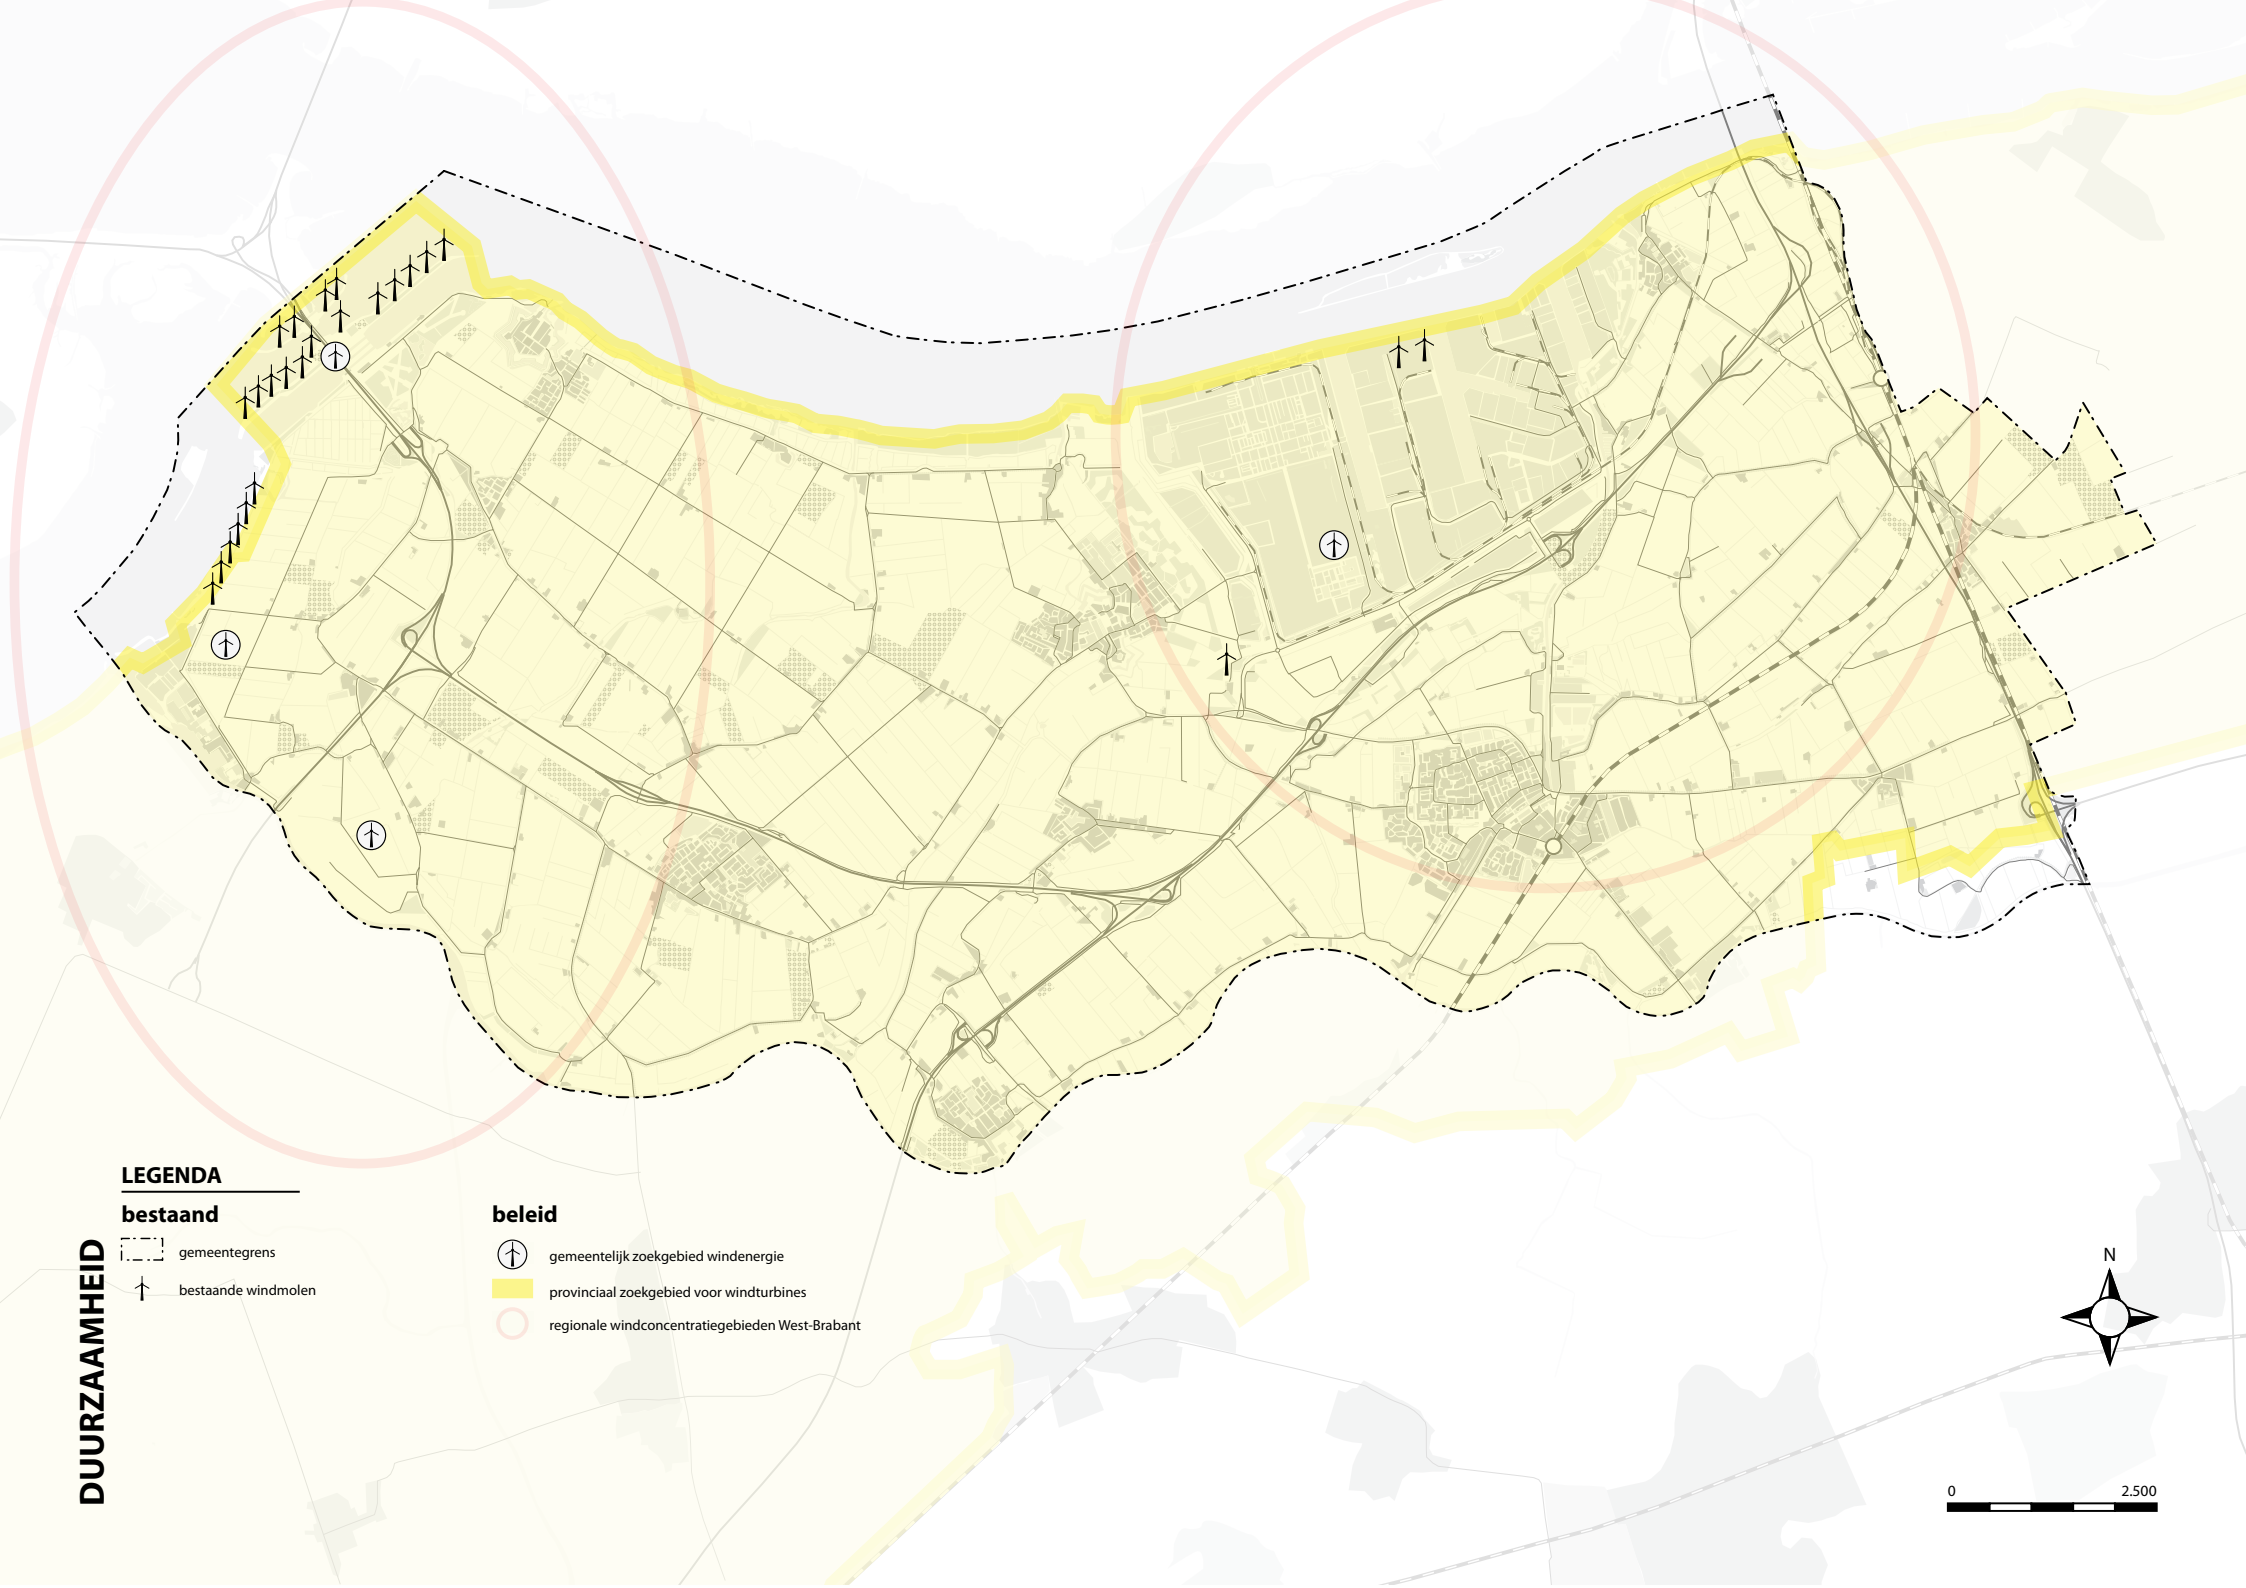 LEGENDA
bestaand
gemeentegrens
bestaande windmolen
beleid
gemeentelijk zoekgebied windenergie
provinciaal zoekgebied voor windturbines
regionale windconcentratiegebieden West-Brabant
DUURZAAMHEID
N
0 2.500